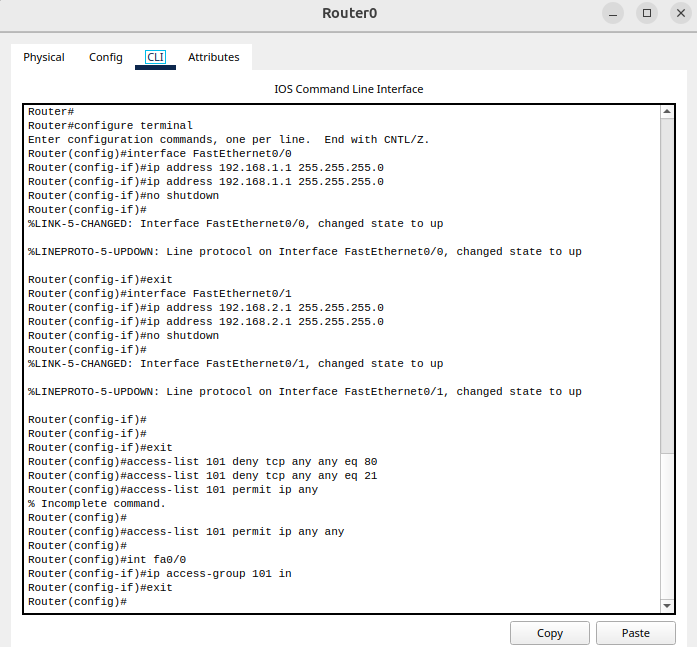 Router0
Physical Config CLI Attributes
IOS Command Line Interface
Router#
Router#configure terminal
Enter configuration commands, one per line.  End with CNTL/Z.
Router(config)#interface FastEthernet0/0
Router(config-if)#ip address 192.168.1.1 255.255.255.0
Router(config-if)#ip address 192.168.1.1 255.255.255.0
Router(config-if)#no shutdown
Router(config-if)#
%LINK-5-CHANGED: Interface FastEthernet0/0, changed state to up
%LINEPROTO-5-UPDOWN: Line protocol on Interface FastEthernet0/0, changed state to up
Router(config-if)#exit
Router(config)#interface FastEthernet0/1
Router(config-if)#ip address 192.168.2.1 255.255.255.0
Router(config-if)#ip address 192.168.2.1 255.255.255.0
Router(config-if)#no shutdown
Router(config-if)#
%LINK-5-CHANGED: Interface FastEthernet0/1, changed state to up
%LINEPROTO-5-UPDOWN: Line protocol on Interface FastEthernet0/1, changed state to up
Router(config-if)#
Router(config-if)#
Router(config-if)#exit
Router(config)#access-list 101 deny tcp any any eq 80
Router(config)#access-list 101 deny tcp any any eq 21
Router(config)#access-list 101 permit ip any
% Incomplete command.
Router(config)#
Router(config)#access-list 101 permit ip any any
Router(config)#
Router(config)#int fa0/0
Router(config-if)#ip access-group 101 in
Router(config-if)#exit
Router(config)#
Copy Paste